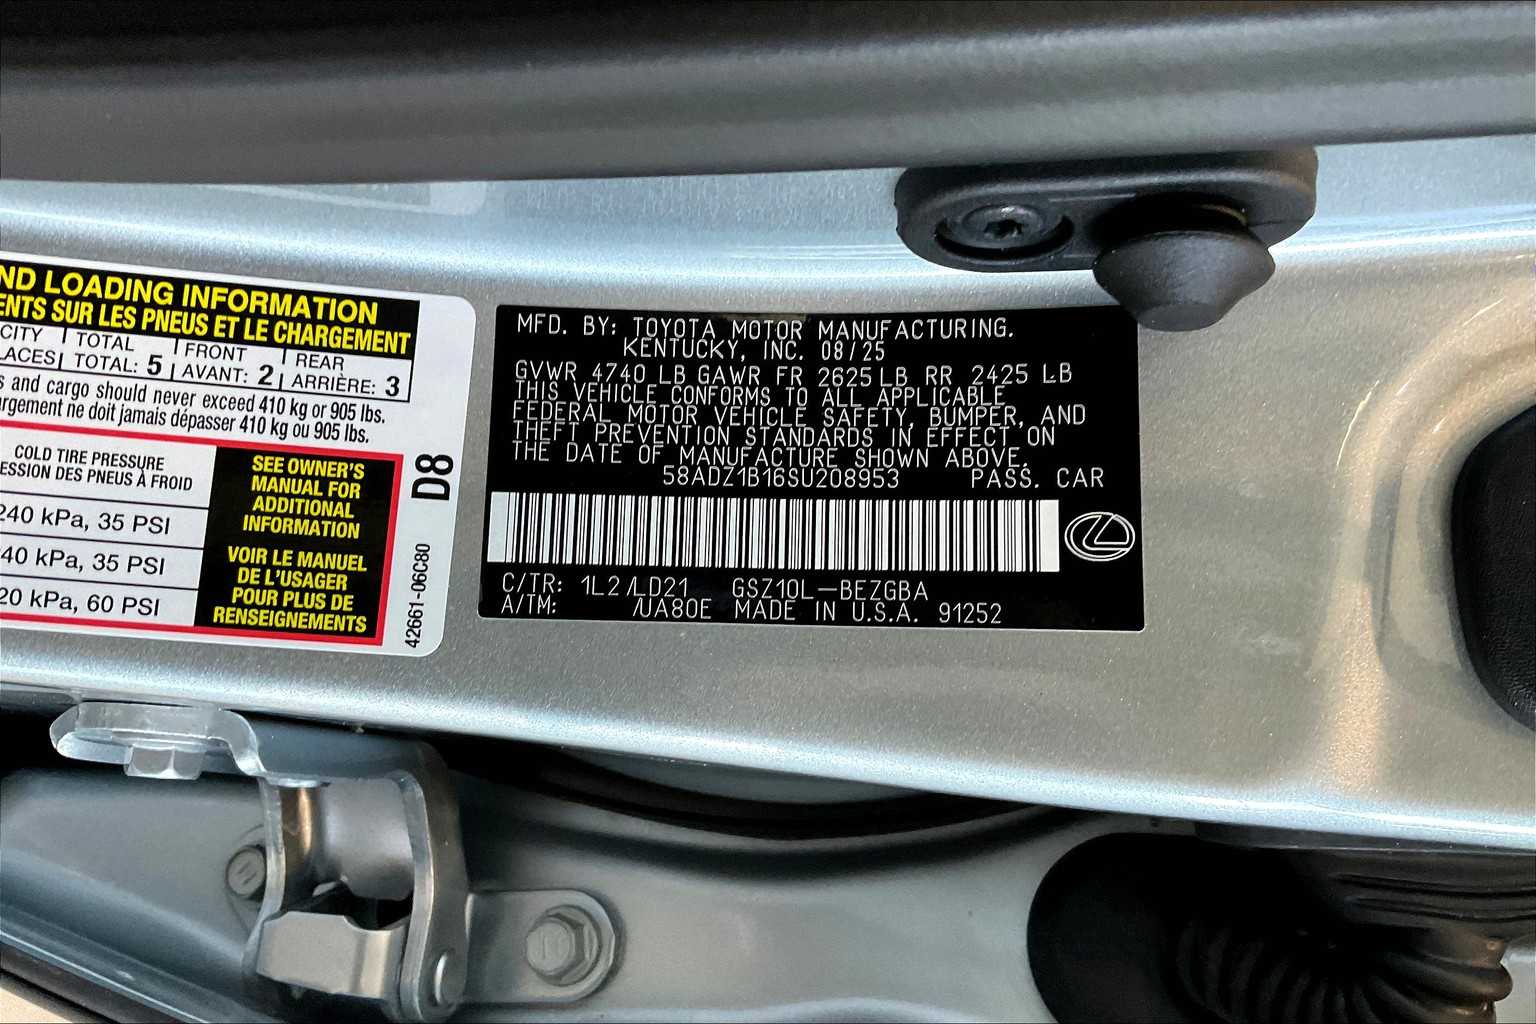 ND LOADING INFORMATION
ENTS SUR LES PNEUS ET LE CHARGEMENT
CITY TOTAL FRONT REAR
LACES TOTAL: 5 AVANT: 2 ARRIÈRE: 3
s and cargo should never exceed 410 kg or 905 lbs.
rgement ne doit jamais dépasser 410 kg ou 905 lbs.
COLD TIRE PRESSURE
ESSION DES PNEUS À FROID
240 kPa, 35 PSI
40 kPa, 35 PSI
20 kPa, 60 PSI
SEE OWNER'S
MANUAL FOR
ADDITIONAL
INFORMATION
VOIR LE MANUEL
DE L'USAGER
POUR PLUS DE
RENSEIGNEMENTS
D8
42661-06C80
MFD. BY: TOYOTA MOTOR MANUFACTURING.
KENTUCKY, INC. 08/25
GVWR 4740 LB GAWR FR 2625 LB RR 2425 LB
THIS VEHICLE CONFORMS TO ALL APPLICABLE
FEDERAL MOTOR VEHICLE SAFETY, BUMPER, AND
THEFT PREVENTION STANDARDS IN EFFECT ON
THE DATE OF MANUFACTURE SHOWN ABOVE.
58ADZ1B16SU208953 PASS. CAR
C/TR: 1L2/LD21 GSZ10L-BEZGBA
A/TM: /UA80E MADE IN U.S.A. 91252